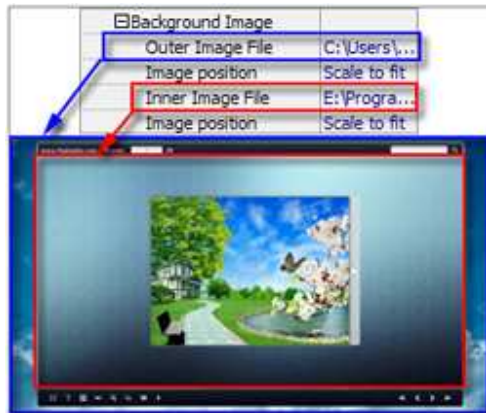 Background Image
Outer Image File C:\Users\...
Image position Scale to fit
Inner Image File E:\Progra...
Image position Scale to fit